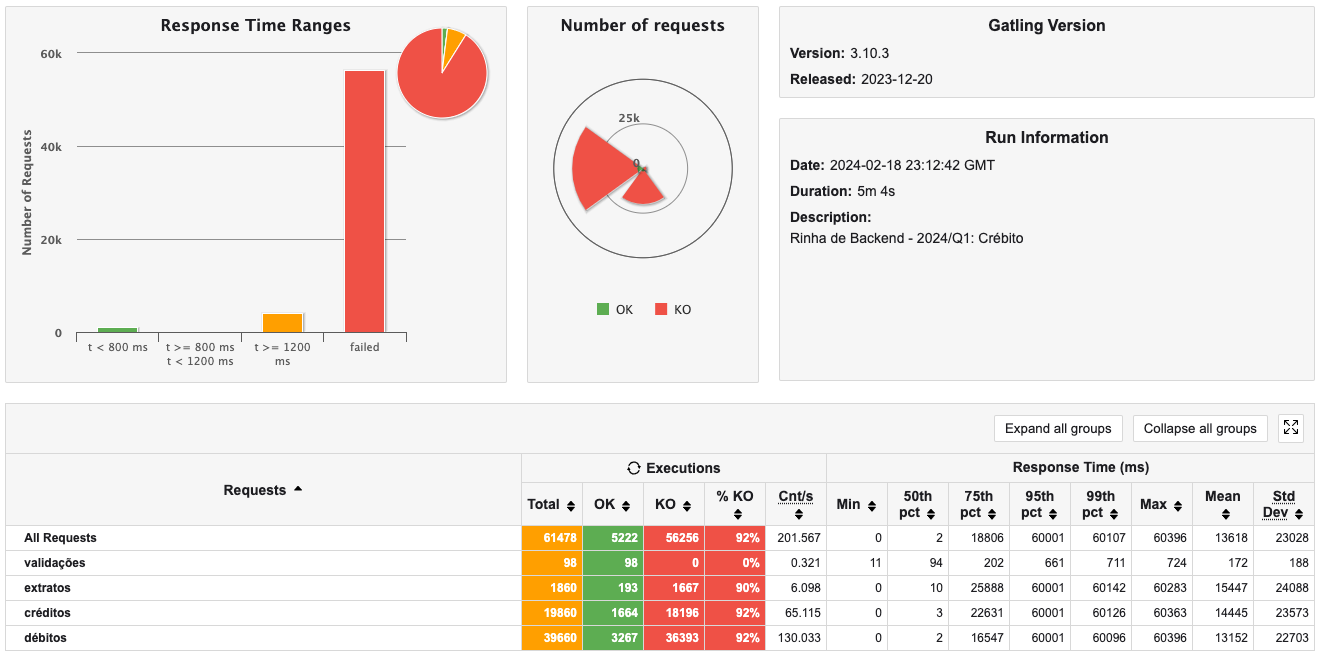 Response Time Ranges
Number of Requests
60k
40k
20k
0
t < 800 ms
t >= 800 ms
t < 1200 ms
t >= 1200
ms
failed
Number of requests
25k
0
OK
KO
Gatling Version
Version: 3.10.3
Released: 2023-12-20
Run Information
Date: 2024-02-18 23:12:42 GMT
Duration: 5m 4s
Description:
Rinha de Backend - 2024/Q1: Crébito
Expand all groups Collapse all groups
Requests Executions Response Time (ms)
Total OK KO % KO Cnt/s Min 50th pct 75th pct 95th pct 99th pct Max Mean Std Dev
All Requests 61478 5222 56256 92% 201.567 0 2 18806 60001 60107 60396 13618 23028
validações 98 98 0 0% 0.321 11 94 202 661 711 724 172 188
extratos 1860 193 1667 90% 6.098 0 10 25888 60001 60142 60283 15447 24088
créditos 19860 1664 18196 92% 65.115 0 3 22631 60001 60126 60363 14445 23573
débitos 39660 3267 36393 92% 130.033 0 2 16547 60001 60096 60396 13152 22703